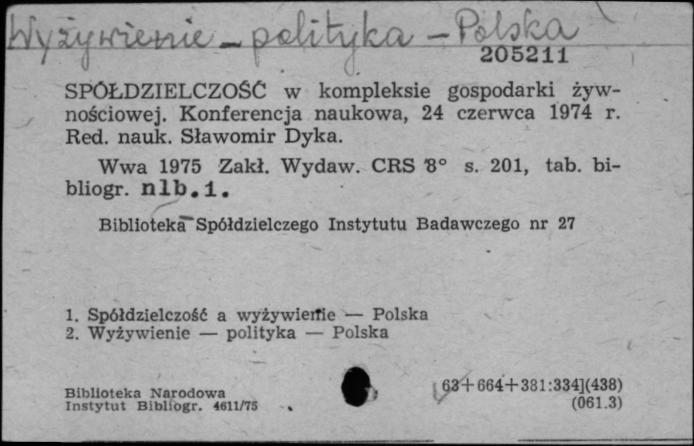 Wyżywienie – polityka – Polska
205211
SPÓŁDZIELCZOŚĆ w kompleksie gospodarki żyw-
nościowej. Konferencja naukowa, 24 czerwca 1974 r.
Red. nauk. Sławomir Dyka.
Wwa 1975 Zakł. Wydaw. CRS 8° s. 201, tab. bi-
bliogr. nlb.1.
Biblioteka Spółdzielczego Instytutu Badawczego nr 27
1. Spółdzielczość a wyżywienie — Polska
2. Wyżywienie — polityka — Polska
63+664+381:334](438)
(061.3)
Biblioteka Narodowa
Instytut Bibliogr. 4611/75